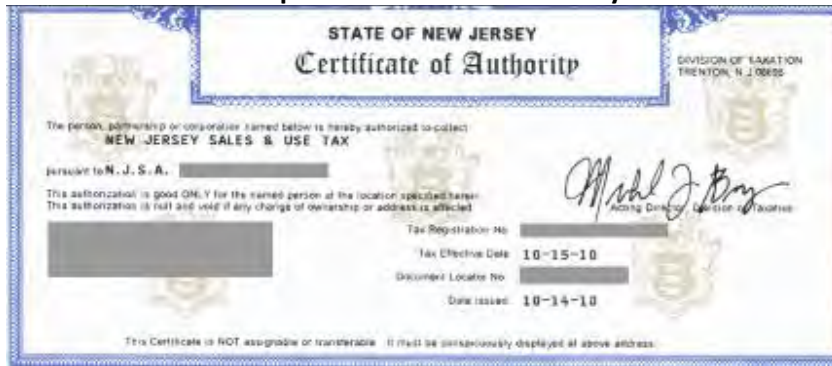 STATE OF NEW JERSEY
Certificate of Authority
DIVISION OF TAXATION
TRENTON, N J
The person, partnership or corporation named below is hereby authorized to collect
NEW JERSEY SALES & USE TAX
pursuant to N.J.S.A.
This authorization is good ONLY for the named person at the location specified herein
This authorization is null and void if any change of ownership or address is effected
Acting Director, Division of Taxation
Tax Registration No
Tax Effective Date 10-15-10
Document Locator No
Date Issued 10-14-10
This Certificate is NOT assignable or transferable. It must be conspicuously displayed at above address.